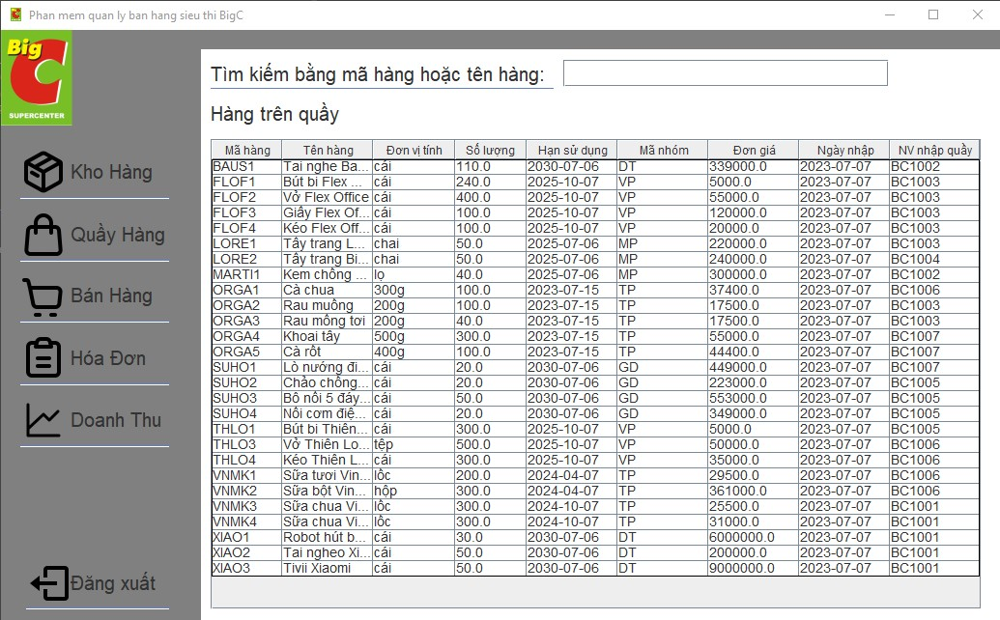 Phan mem quan ly ban hang sieu thi BigC
Big
C
SUPERCENTER
Kho Hàng
Quầy Hàng
Bán Hàng
Hóa Đơn
Doanh Thu
Đăng xuất
Tìm kiếm bằng mã hàng hoặc tên hàng:
Hàng trên quầy
Mã hàng Tên hàng Đơn vị tính Số lượng Hạn sử dụng Mã nhóm Đơn giá Ngày nhập NV nhập quầy
BAUS1 Tai nghe Ba... cái 110.0 2030-07-06 DT 339000.0 2023-07-07 BC1002
FLOF1 Bút bi Flex ... cái 240.0 2025-10-07 VP 5000.0 2023-07-07 BC1003
FLOF2 Vở Flex Office cái 400.0 2025-10-07 VP 55000.0 2023-07-07 BC1003
FLOF3 Giấy Flex Of... cái 100.0 2025-10-07 VP 120000.0 2023-07-07 BC1003
FLOF4 Kéo Flex Off... cái 100.0 2025-10-07 VP 20000.0 2023-07-07 BC1003
LORE1 Tẩy trang L... chai 50.0 2025-07-06 MP 220000.0 2023-07-07 BC1003
LORE2 Tẩy trang Bi... chai 50.0 2025-07-06 MP 240000.0 2023-07-07 BC1004
MARTI1 Kem chống ... lọ 40.0 2025-07-06 MP 300000.0 2023-07-07 BC1002
ORGA1 Cà chua 300g 100.0 2023-07-15 TP 37400.0 2023-07-07 BC1006
ORGA2 Rau muống 200g 100.0 2023-07-15 TP 17500.0 2023-07-07 BC1003
ORGA3 Rau mồng tơi 200g 40.0 2023-07-15 TP 17500.0 2023-07-07 BC1003
ORGA4 Khoai tây 500g 300.0 2023-07-15 TP 55000.0 2023-07-07 BC1007
ORGA5 Cà rốt 400g 100.0 2023-07-15 TP 44400.0 2023-07-07 BC1007
SUHO1 Lò nướng đi... cái 20.0 2030-07-06 GD 449000.0 2023-07-07 BC1007
SUHO2 Chảo chống... cái 20.0 2030-07-06 GD 223000.0 2023-07-07 BC1005
SUHO3 Bộ nồi 5 đáy... cái 50.0 2030-07-06 GD 553000.0 2023-07-07 BC1005
SUHO4 Nồi cơm điệ... cái 20.0 2030-07-06 GD 349000.0 2023-07-07 BC1005
THLO1 Bút bi Thiên... cái 300.0 2025-10-07 VP 5000.0 2023-07-07 BC1005
THLO3 Vở Thiên Lo... tệp 500.0 2025-10-07 VP 50000.0 2023-07-07 BC1006
THLO4 Kéo Thiên L... cái 300.0 2025-10-07 VP 35000.0 2023-07-07 BC1006
VNMK1 Sữa tươi Vin... lốc 200.0 2024-04-07 TP 29500.0 2023-07-07 BC1006
VNMK2 Sữa bột Vin... hộp 300.0 2024-04-07 TP 361000.0 2023-07-07 BC1006
VNMK3 Sữa chua Vi... lốc 300.0 2024-10-07 TP 25500.0 2023-07-07 BC1001
VNMK4 Sữa chua Vi... lốc 300.0 2024-10-07 TP 31000.0 2023-07-07 BC1001
XIAO1 Robot hút b... cái 30.0 2030-07-06 DT 6000000.0 2023-07-07 BC1001
XIAO2 Tai ngheo Xi... cái 50.0 2030-07-06 DT 200000.0 2023-07-07 BC1001
XIAO3 Tivii Xiaomi cái 50.0 2030-07-06 DT 9000000.0 2023-07-07 BC1001